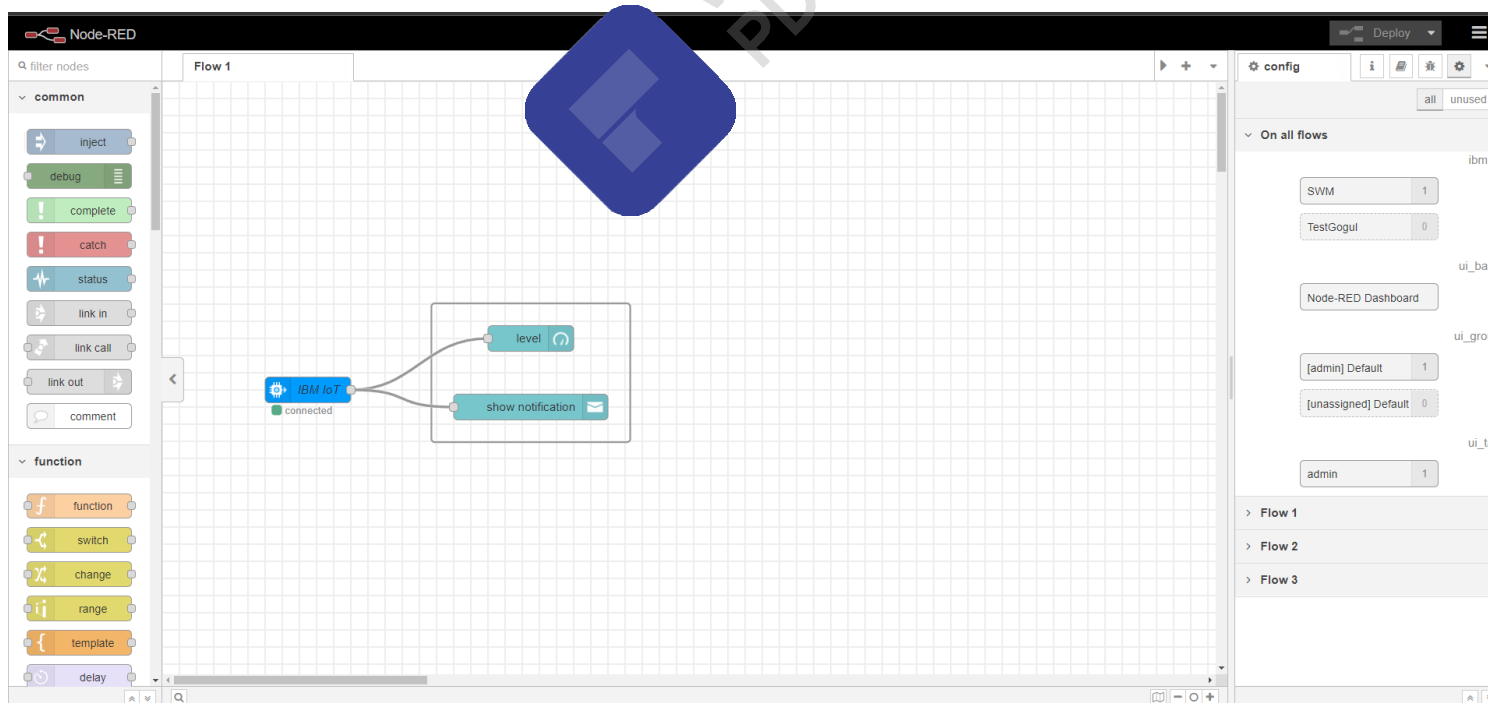 Node-RED
Deploy
filter nodes
Flow 1
config
all unused
common
inject
debug
complete
catch
status
link in
link call
link out
comment
function
function
switch
change
range
template
delay
level
IBM IoT
connected
show notification
On all flows
ibm
SWM 1
TestGogul 0
ui_ba
Node-RED Dashboard
ui_gro
[admin] Default 1
[unassigned] Default 0
ui_t
admin 1
Flow 1
Flow 2
Flow 3
PD